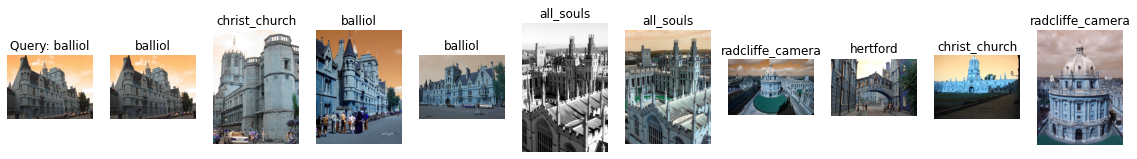 Query: balliol
balliol
christ_church
balliol
balliol
all_souls
all_souls
radcliffe_camera
hertford
christ_church
radcliffe_camera